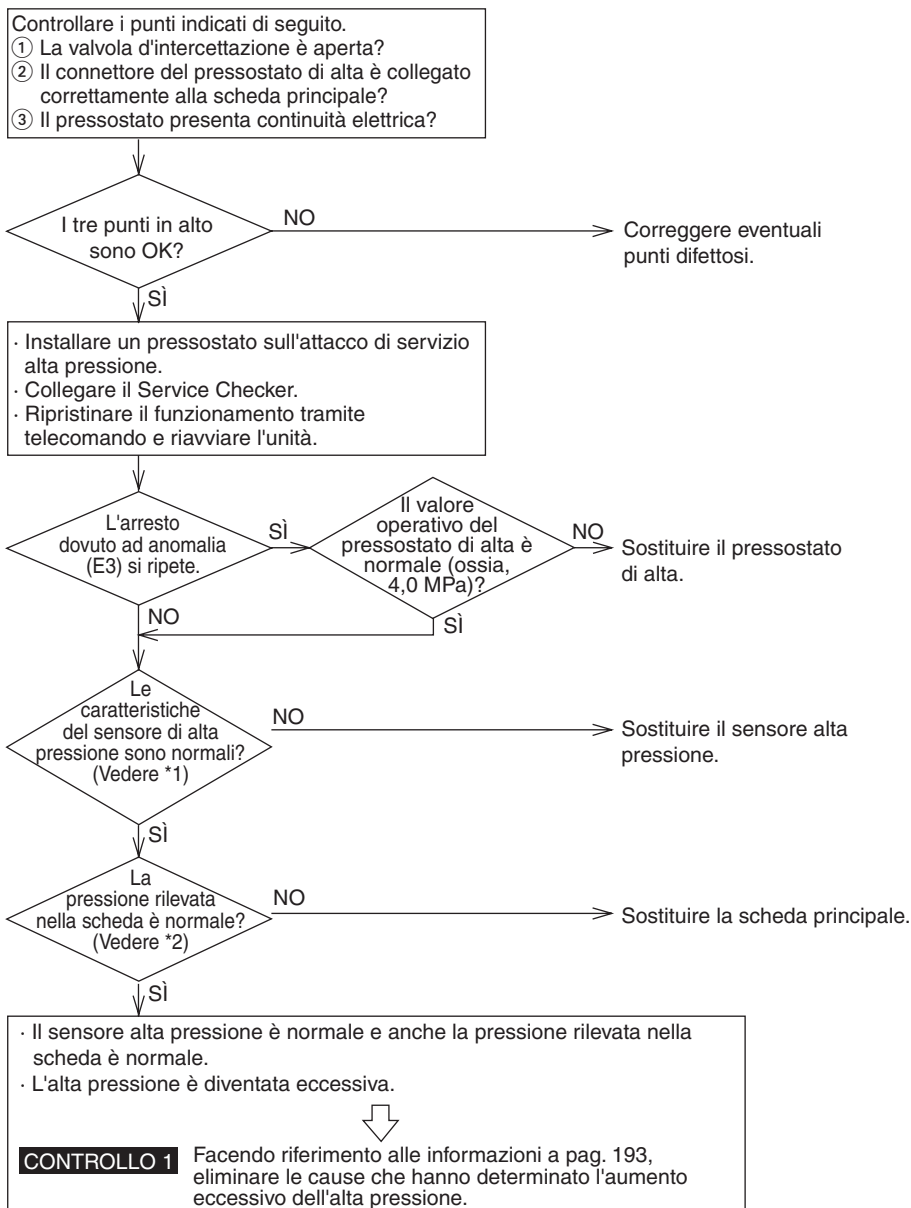 Controllare i punti indicati di seguito.
① La valvola d'intercettazione è aperta?
② Il connettore del pressostato di alta è collegato
correttamente alla scheda principale?
③ Il pressostato presenta continuità elettrica?
I tre punti in alto
sono OK?
NO
Correggere eventuali
punti difettosi.
SÌ
· Installare un pressostato sull'attacco di servizio
alta pressione.
· Collegare il Service Checker.
· Ripristinare il funzionamento tramite
telecomando e riavviare l'unità.
L'arresto
dovuto ad anomalia
(E3) si ripete.
SÌ
Il valore
operativo del
pressostato di alta è
normale (ossia,
4,0 MPa)?
NO
Sostituire il pressostato
di alta.
NO
SÌ
Le
caratteristiche
del sensore di alta
pressione sono normali?
(Vedere *1)
NO
Sostituire il sensore alta
pressione.
SÌ
La
pressione rilevata
nella scheda è normale?
(Vedere *2)
NO
Sostituire la scheda principale.
SÌ
· Il sensore alta pressione è normale e anche la pressione rilevata nella
scheda è normale.
· L'alta pressione è diventata eccessiva.
CONTROLLO 1 Facendo riferimento alle informazioni a pag. 193,
eliminare le cause che hanno determinato l'aumento
eccessivo dell'alta pressione.